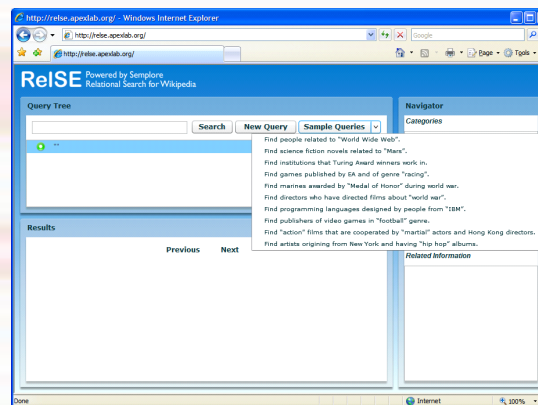 http://relse.apexlab.org/ - Windows Internet Explorer
http://relse.apexlab.org/
Google
http://relse.apexlab.org/
Page
Tools
RelSE Powered by Semplore
Relational Search for Wikipedia
Query Tree
Navigator
Search New Query Sample Queries
Categories
""
Find people related to "World Wide Web".
Find science fiction novels related to "Mars".
Find institutions that Turing Award winners work in.
Find games published by EA and of genre "racing".
Find marines awarded by "Medal of Honor" during world war.
Find directors who have directed films about "world war".
Find programming languages designed by people from "IBM".
Find publishers of video games in "football" genre.
Find "action" films that are cooperated by "martial" actors and Hong Kong directors.
Find artists origining from New York and having "hip hop" albums.
Results
Previous Next
Related Information
Done
Internet
100%